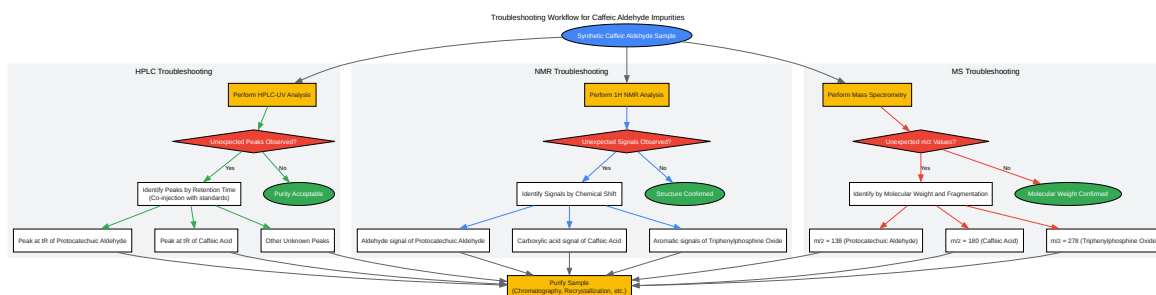 Troubleshooting Workflow for Caffeic Aldehyde Impurities
Synthetic Caffeic Aldehyde Sample
HPLC Troubleshooting
NMR Troubleshooting
MS Troubleshooting
Perform HPLC-UV Analysis
Perform 1H NMR Analysis
Perform Mass Spectrometry
Unexpected Peaks Observed?
Unexpected Signals Observed?
Unexpected m/z Values?
Yes
No
Yes
No
Yes
No
Identify Peaks by Retention Time
(Co-injection with standards)
Purity Acceptable
Identify Signals by Chemical Shift
Structure Confirmed
Identify by Molecular Weight and Fragmentation
Molecular Weight Confirmed
Peak at tR of Protocatechuic Aldehyde
Peak at tR of Caffeic Acid
Other Unknown Peaks
Aldehyde signal of Protocatechuic Aldehyde
Carboxylic acid signal of Caffeic Acid
Aromatic signals of Triphenylphosphine Oxide
m/z = 138 (Protocatechuic Aldehyde)
m/z = 180 (Caffeic Acid)
m/z = 278 (Triphenylphosphine Oxide
Purify Sample
(Chromatography, Recrystallization, etc.)